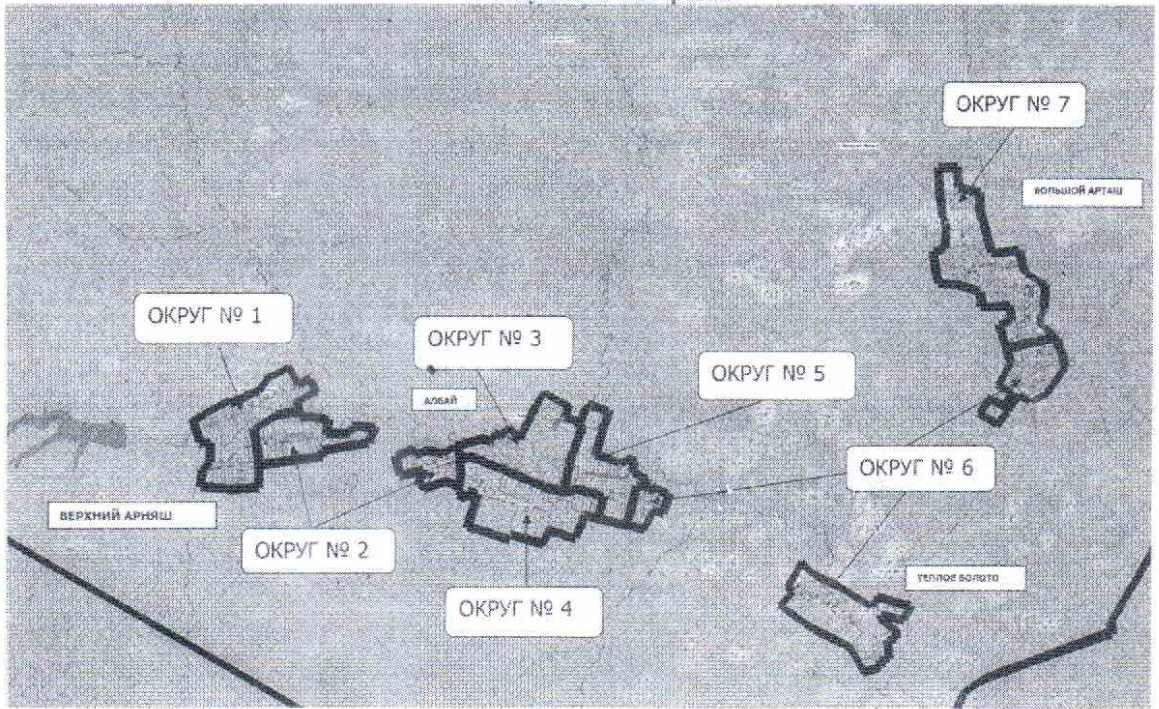 ОКРУГ № 7
БОЛЬШОЙ АРТАШ
ОКРУГ № 1
ОКРУГ № 3
ОКРУГ № 5
АЛБАЙ
ОКРУГ № 6
ВЕРХНИЙ АРНЯШ
ОКРУГ № 2
ТЕПЛОЕ БОЛОТО
ОКРУГ № 4